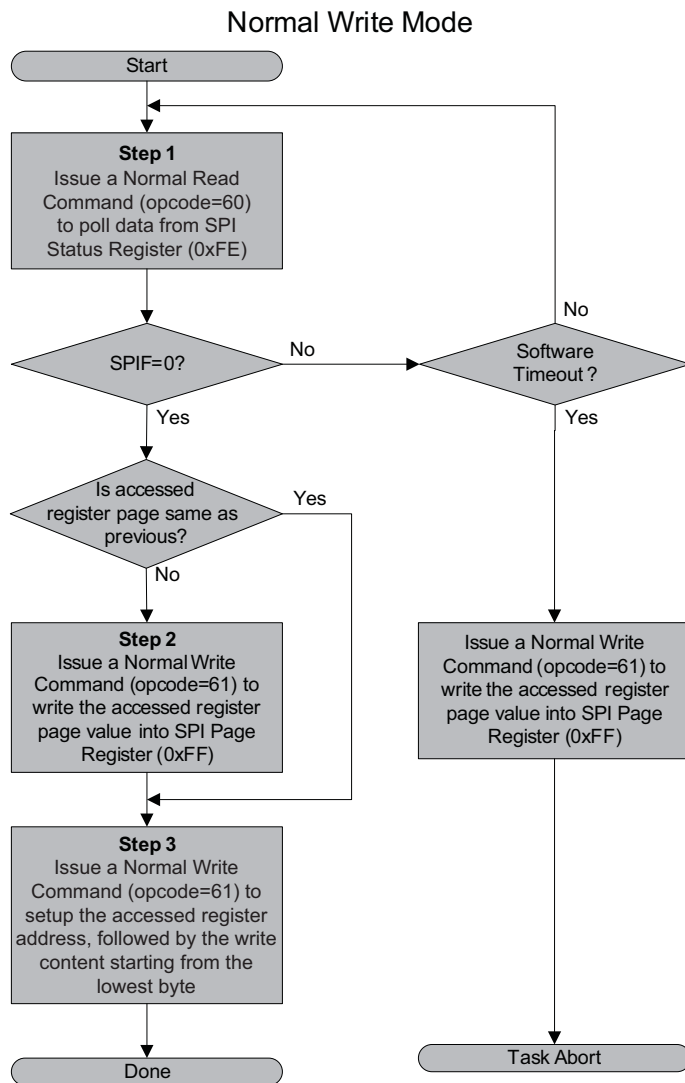 Normal Write Mode
Start
Step 1
Issue a Normal Read
Command (opcode=60)
to poll data from SPI
Status Register (0xFE)
No
SPIF=0?
No
Software
Timeout ?
Yes
Yes
Is accessed
register page same as
previous?
Yes
No
Step 2
Issue a Normal Write
Command (opcode=61) to
write the accessed register
page value into SPI Page
Register (0xFF)
Issue a Normal Write
Command (opcode=61) to
write the accessed register
page value into SPI Page
Register (0xFF)
Step 3
Issue a Normal Write
Command (opcode=61) to
setup the accessed register
address, followed by the write
content starting from the
lowest byte
Done
Task Abort